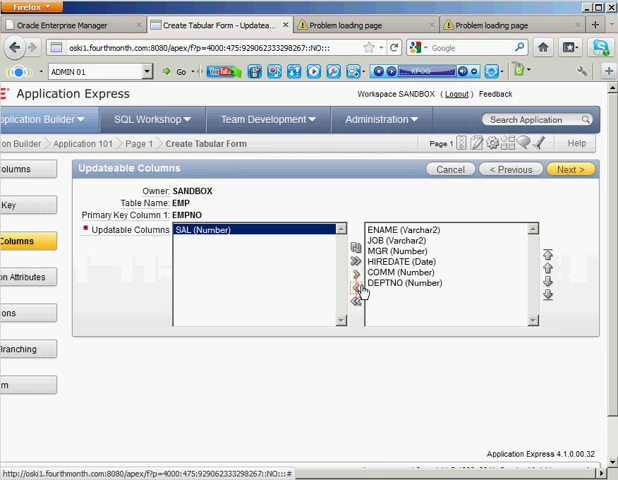 Firefox
Oracle Enterprise Manager
Create Tabular Form - Updatea...
Problem loading page
Problem loading page
oski1.fourthmonth.com:8080/apex/f?p=4000:475:929062333298267::NO:::
Google
ADMIN 01
Go
You Tube
KFOG
Application Express
Workspace SANDBOX ( Logout ) Feedback
pplication Builder
SQL Workshop
Team Development
Administration
Search Application
on Builder
Application 101
Page 1
Create Tabular Form
Page 1
Help
olumns
Key
Columns
on Attributes
ons
Branching
m
Updateable Columns
Cancel
< Previous
Next >
Owner: SANDBOX
Table Name: EMP
Primary Key Column 1: EMPNO
* Updatable Columns
SAL (Number)
ENAME (Varchar2)
JOB (Varchar2)
MGR (Number)
HIREDATE (Date)
COMM (Number)
DEPTNO (Number)
Application Express 4.1.0.00.32
http://oski1.fourthmonth.com:8080/apex/f?p=4000:475:929062333298267::NO:::#